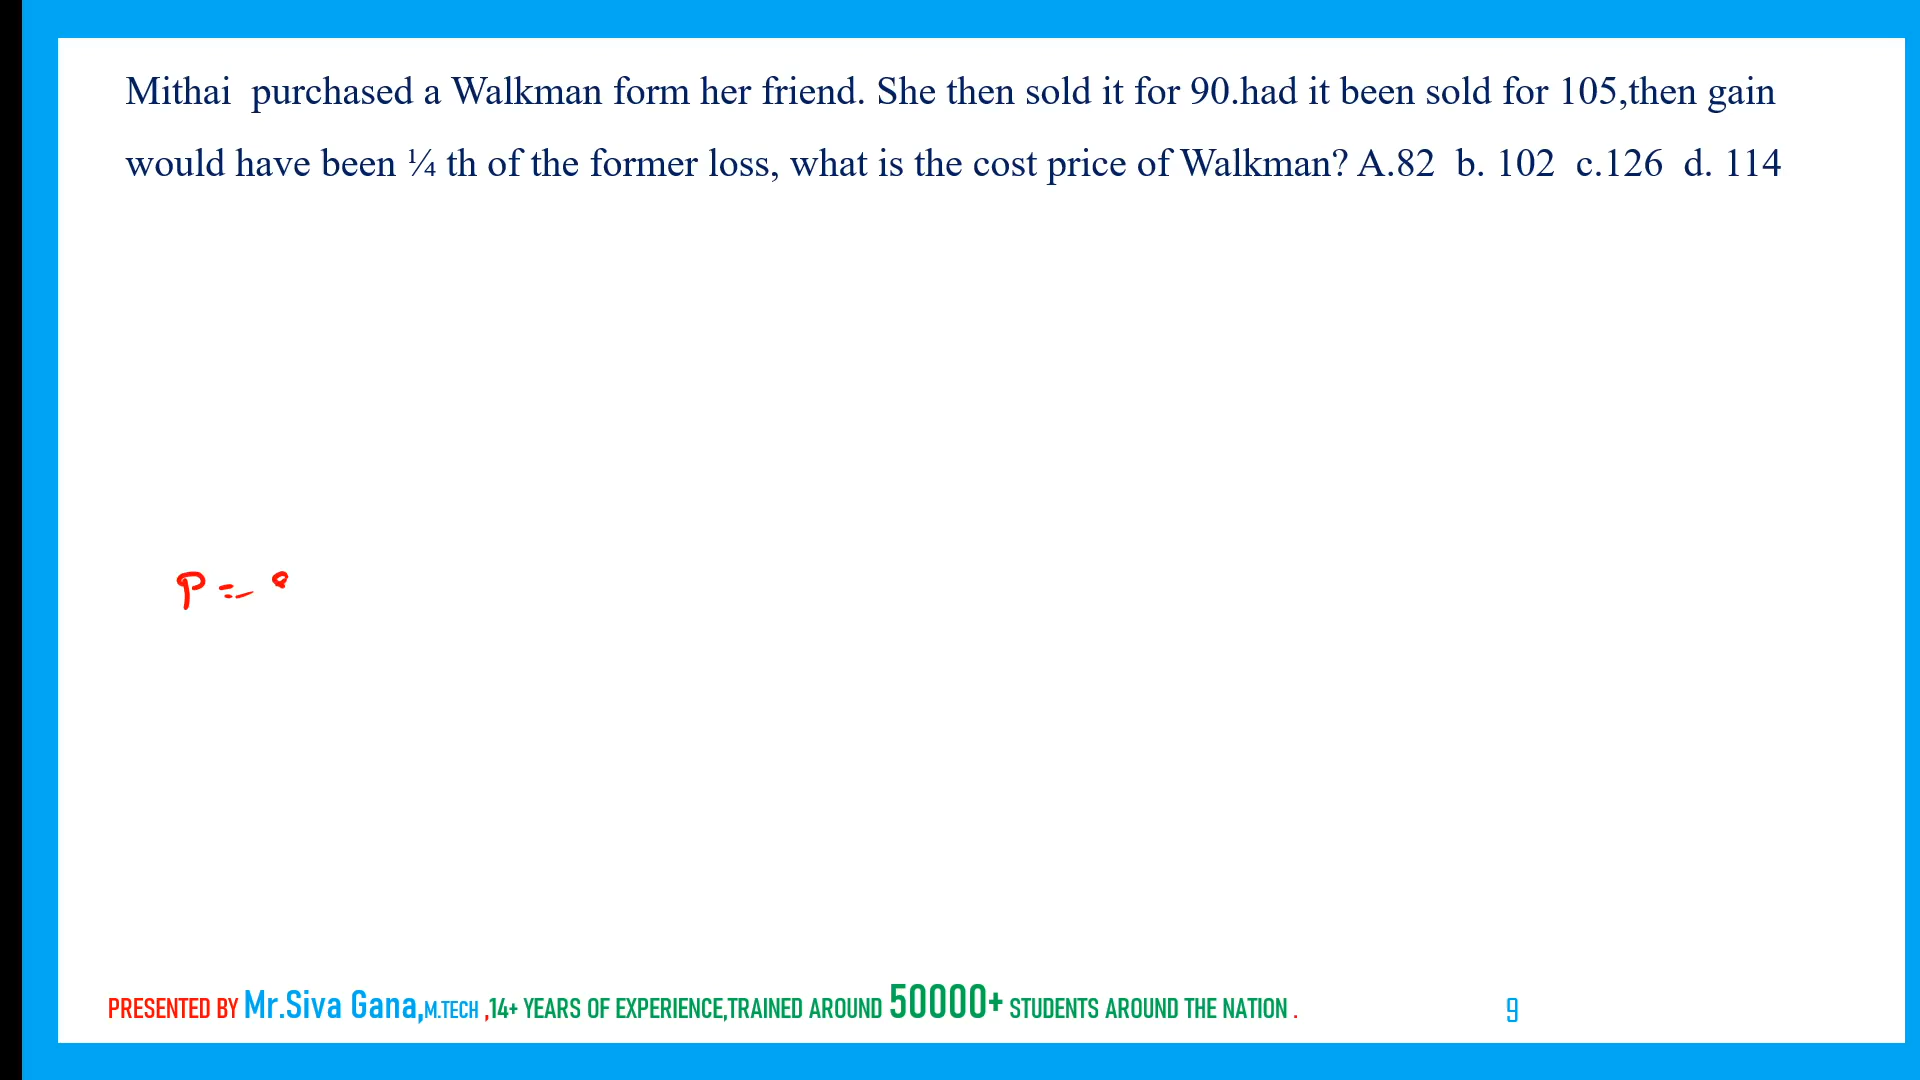 Mithai purchased a Walkman form her friend. She then sold it for 90.had it been sold for 105,then gain
would have been ¼ th of the former loss, what is the cost price of Walkman? A.82 b. 102 c.126 d. 114
P =
PRESENTED BY Mr.Siva Gana,M.TECH ,14+ YEARS OF EXPERIENCE,TRAINED AROUND 50000+ STUDENTS AROUND THE NATION . 9